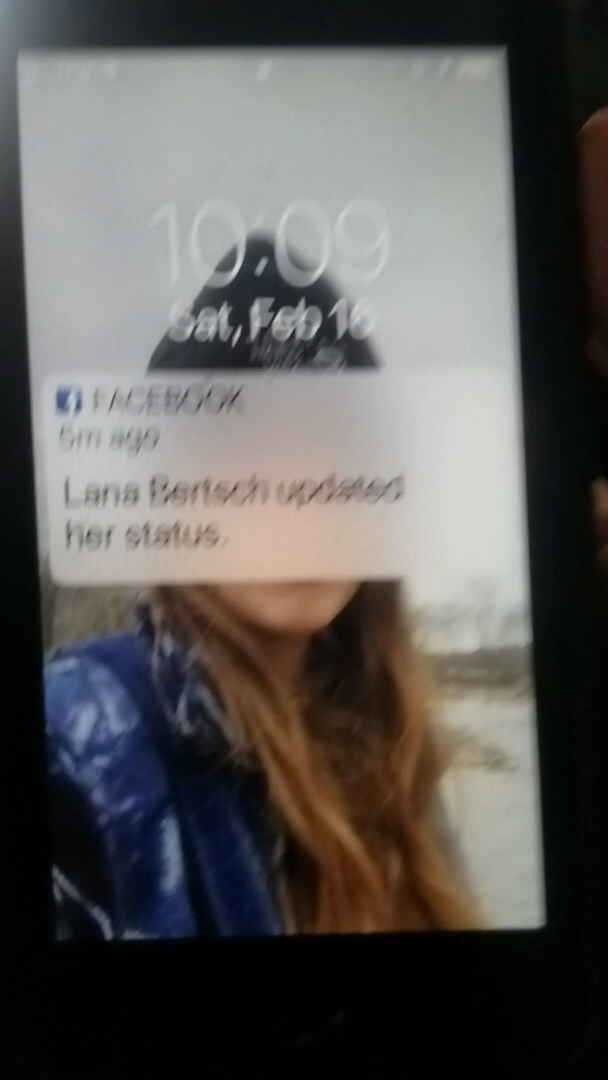 10:09
Sat, Feb 16
FACEBOOK
5m ago
Lana Bertsch updated
her status.